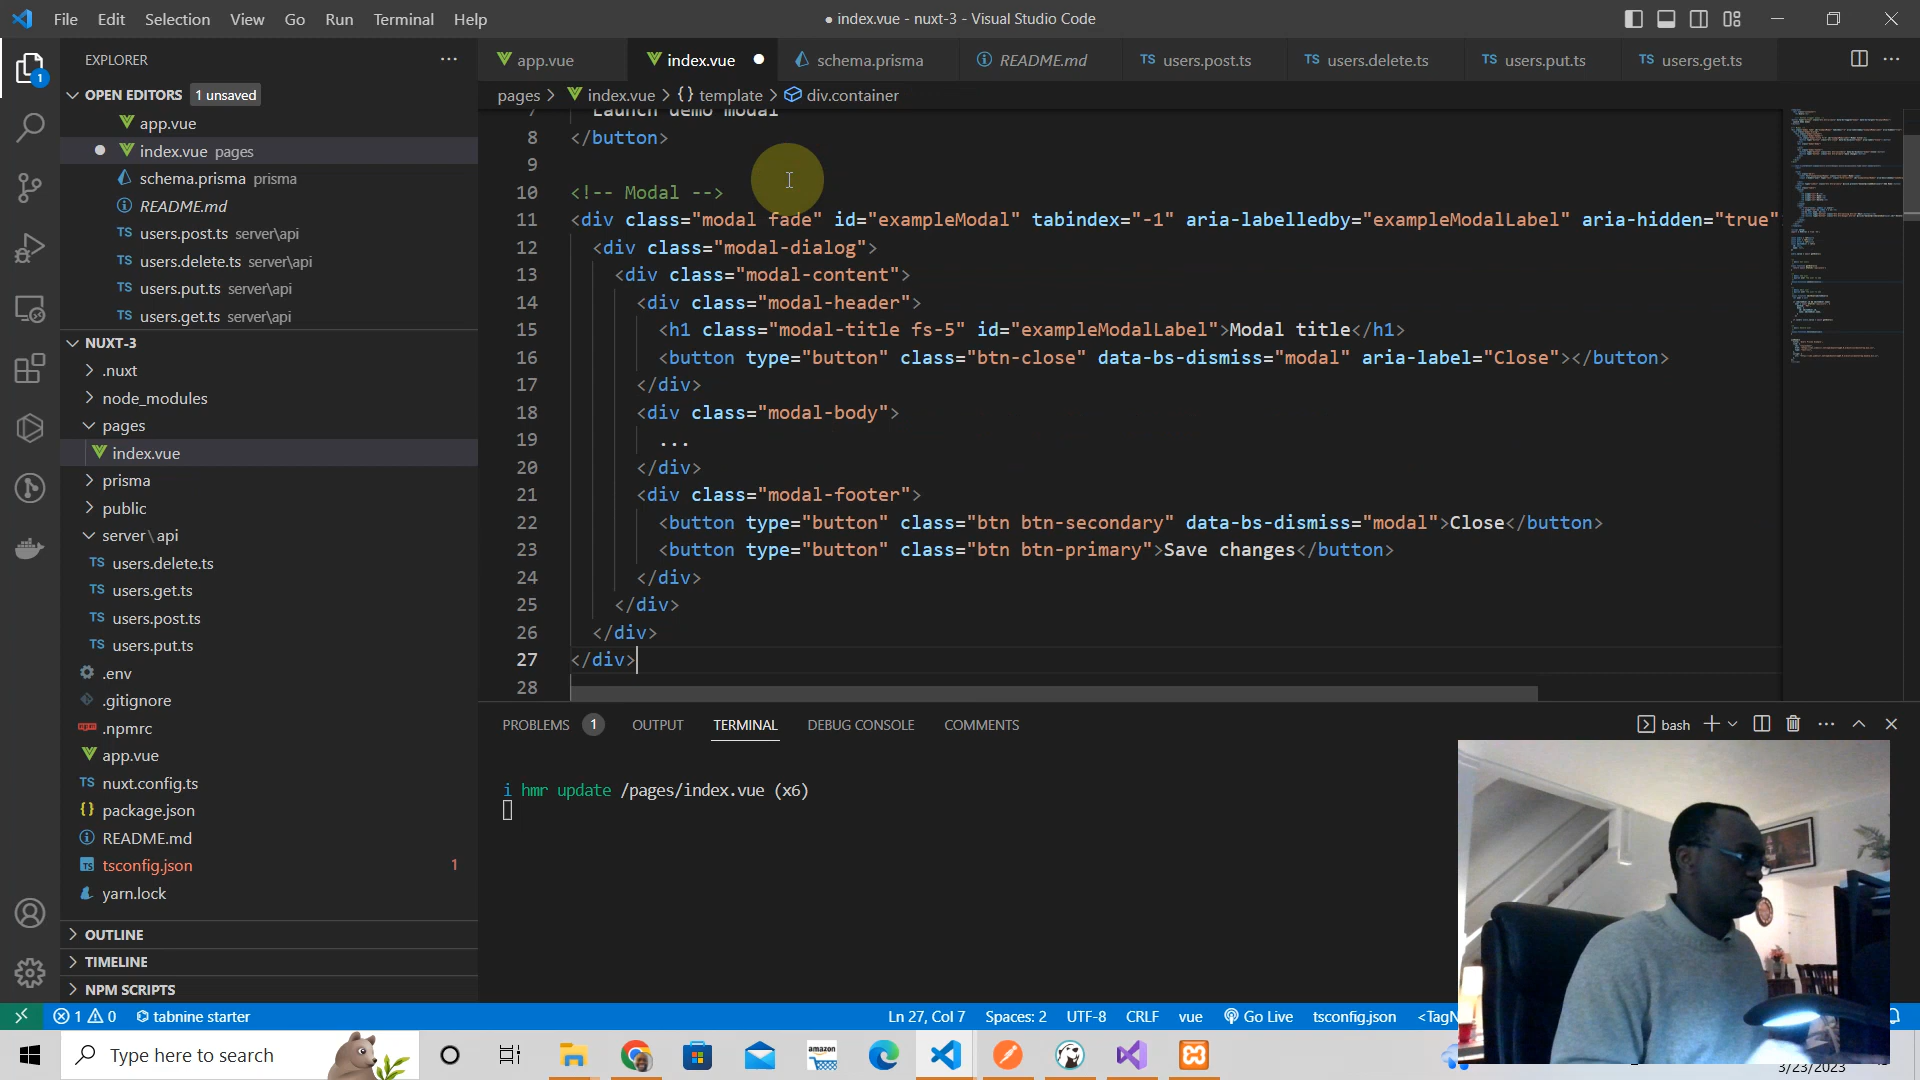 File Edit Selection View Go Run Terminal Help
● index.vue - nuxt-3 - Visual Studio Code
EXPLORER
OPEN EDITORS 1 unsaved
app.vue
index.vue pages
schema.prisma prisma
README.md
users.post.ts server\api
users.delete.ts server\api
users.put.ts server\api
users.get.ts server\api
NUXT-3
.nuxt
node_modules
pages
index.vue
prisma
public
server\api
users.delete.ts
users.get.ts
users.post.ts
users.put.ts
.env
.gitignore
.npmrc
app.vue
nuxt.config.ts
package.json
README.md
tsconfig.json 1
yarn.lock
OUTLINE
TIMELINE
NPM SCRIPTS
app.vue index.vue ● schema.prisma README.md users.post.ts users.delete.ts users.put.ts users.get.ts
pages > index.vue > {} template > div.container
7 Launch demo modal
8 </button>
9
10 <!-- Modal -->
11 <div class="modal fade" id="exampleModal" tabindex="-1" aria-labelledby="exampleModalLabel" aria-hidden="true"
12 <div class="modal-dialog">
13 <div class="modal-content">
14 <div class="modal-header">
15 <h1 class="modal-title fs-5" id="exampleModalLabel">Modal title</h1>
16 <button type="button" class="btn-close" data-bs-dismiss="modal" aria-label="Close"></button>
17 </div>
18 <div class="modal-body">
19 ...
20 </div>
21 <div class="modal-footer">
22 <button type="button" class="btn btn-secondary" data-bs-dismiss="modal">Close</button>
23 <button type="button" class="btn btn-primary">Save changes</button>
24 </div>
25 </div>
26 </div>
27 </div>
28
PROBLEMS 1 OUTPUT TERMINAL DEBUG CONSOLE COMMENTS
bash
i hmr update /pages/index.vue (x6)
1 0 tabnine starter
Ln 27, Col 7 Spaces: 2 UTF-8 CRLF vue Go Live tsconfig.json <TagN
Type here to search
amazon
3/23/2023